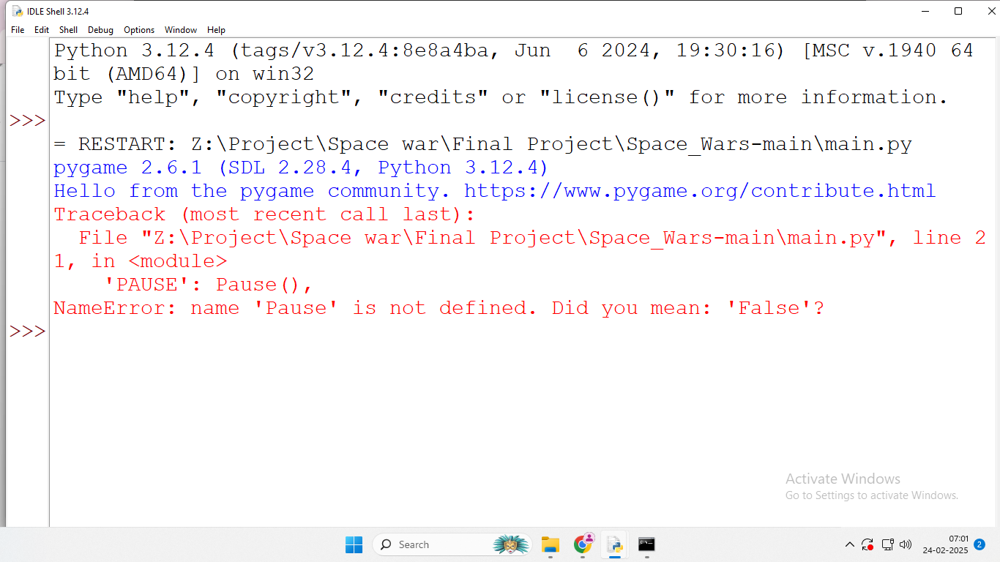 IDLE Shell 3.12.4
File Edit Shell Debug Options Window Help
Python 3.12.4 (tags/v3.12.4:8e8a4ba, Jun  6 2024, 19:30:16) [MSC v.1940 64
bit (AMD64)] on win32
Type "help", "copyright", "credits" or "license()" for more information.
>>>
= RESTART: Z:\Project\Space war\Final Project\Space_Wars-main\main.py
pygame 2.6.1 (SDL 2.28.4, Python 3.12.4)
Hello from the pygame community. https://www.pygame.org/contribute.html
Traceback (most recent call last):
  File "Z:\Project\Space war\Final Project\Space_Wars-main\main.py", line 2
1, in <module>
    'PAUSE': Pause(),
NameError: name 'Pause' is not defined. Did you mean: 'False'?
>>>
Activate Windows
Go to Settings to activate Windows.
Search
07:01
24-02-2025
2